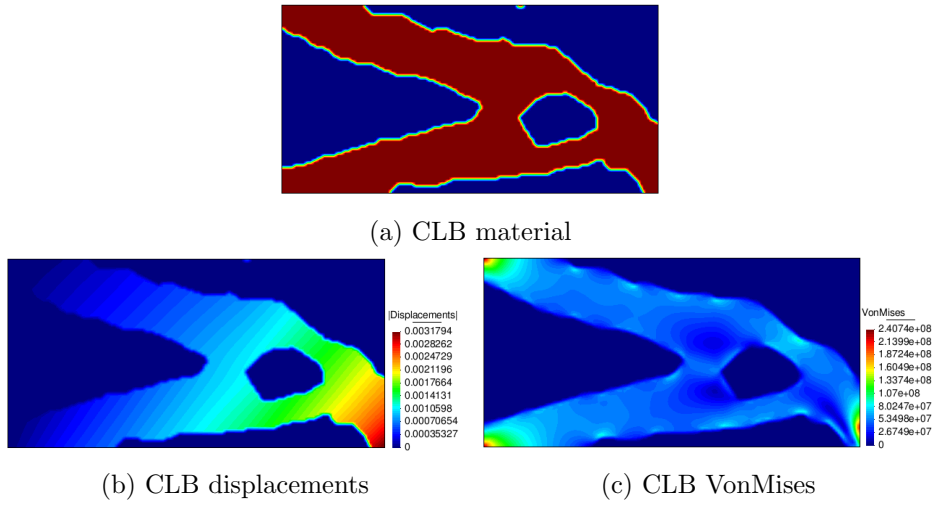 (a) CLB material
|Displacements|
0.0031794
0.0028262
0.0024729
0.0021196
0.0017664
0.0014131
0.0010598
0.00070654
0.00035327
0
VonMises
2.4074e+08
2.1399e+08
1.8724e+08
1.6049e+08
1.3374e+08
1.07e+08
8.0247e+07
5.3498e+07
2.6749e+07
0
(b) CLB displacements
(c) CLB VonMises